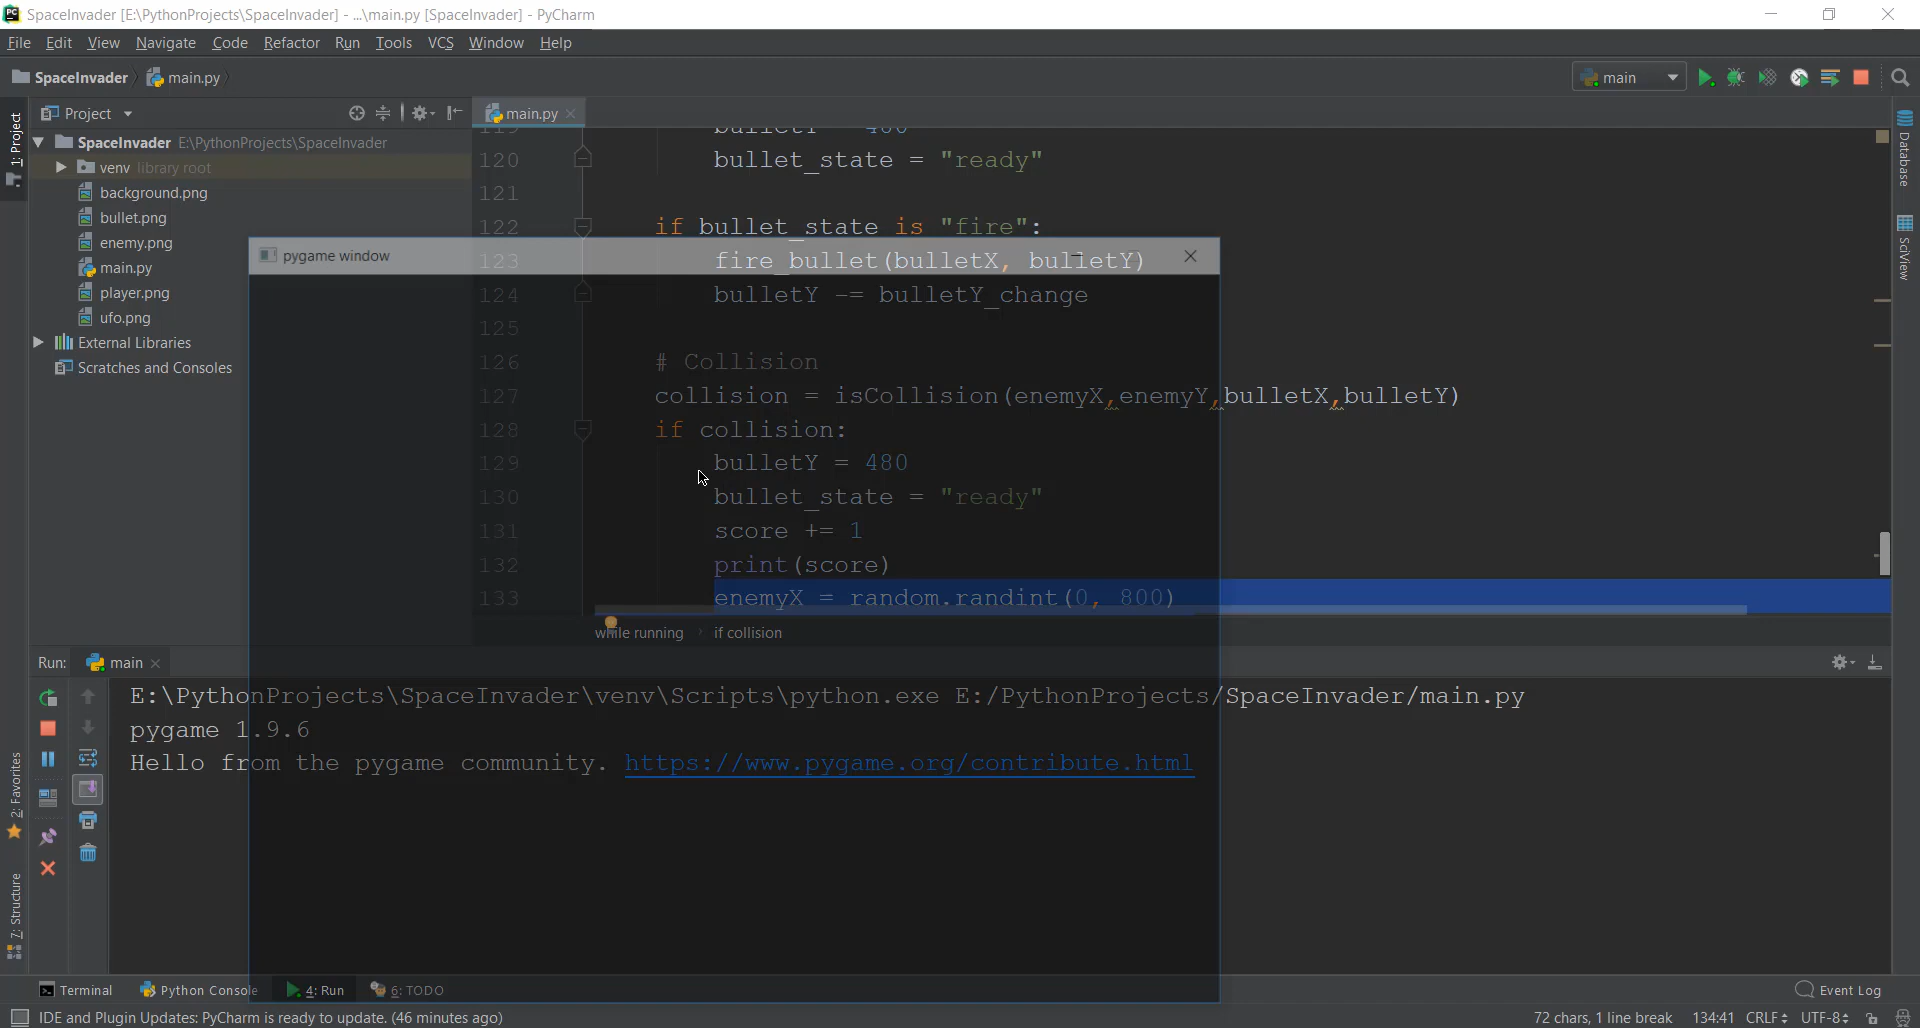 SpaceInvader [E:\PythonProjects\SpaceInvader] - ...\main.py [SpaceInvader] - PyCharm
File Edit View Navigate Code Refactor Run Tools VCS Window Help
SpaceInvader main.py main
1: Project
Project
SpaceInvader E:\PythonProjects\SpaceInvader
venv library root
background.png
bullet.png
enemy.png
main.py
player.png
ufo.png
External Libraries
Scratches and Consoles
main.py
120 bullet_state = "ready"
121
122 if bullet_state is "fire":
pygame window
123 fire_bullet(bulletX, bulletY)
124 bulletY -= bulletY_change
125
126 # Collision
127 collision = isCollision(enemyX,enemyY,bulletX,bulletY)
128 if collision:
129 bulletY = 480
130 bullet_state = "ready"
131 score += 1
132 print(score)
133 enemyX = random.randint(0, 800)
while running if collision
Database
SciView
Run: main
E:\PythonProjects\SpaceInvader\venv\Scripts\python.exe E:/PythonProjects/SpaceInvader/main.py
pygame 1.9.6
Hello from the pygame community. https://www.pygame.org/contribute.html
2: Favorites
7: Structure
Terminal Python Console 4: Run 6: TODO Event Log
IDE and Plugin Updates: PyCharm is ready to update. (46 minutes ago) 72 chars, 1 line break 134:41 CRLF UTF-8